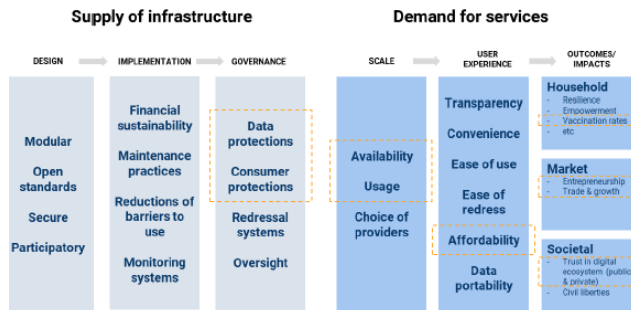 Supply of infrastructure
Demand for services
DESIGN
IMPLEMENTATION
GOVERNANCE
SCALE
USER
EXPERIENCE
OUTCOMES/
IMPACTS
Modular
Open
standards
Secure
Participatory
Financial
sustainability
Maintenance
practices
Reductions of
barriers to
use
Monitoring
systems
Data
protections
Consumer
protections
Redressal
systems
Oversight
Availability
Usage
Choice of
providers
Transparency
Convenience
Ease of use
Ease of
redress
Affordability
Data
portability
Household
- Resilience
- Empowerment
- Vaccination rates
- etc
Market
- Entrepreneurship
- Trade & growth
Societal
- Trust in digital
ecosystem (public
& private)
- Civil liberties